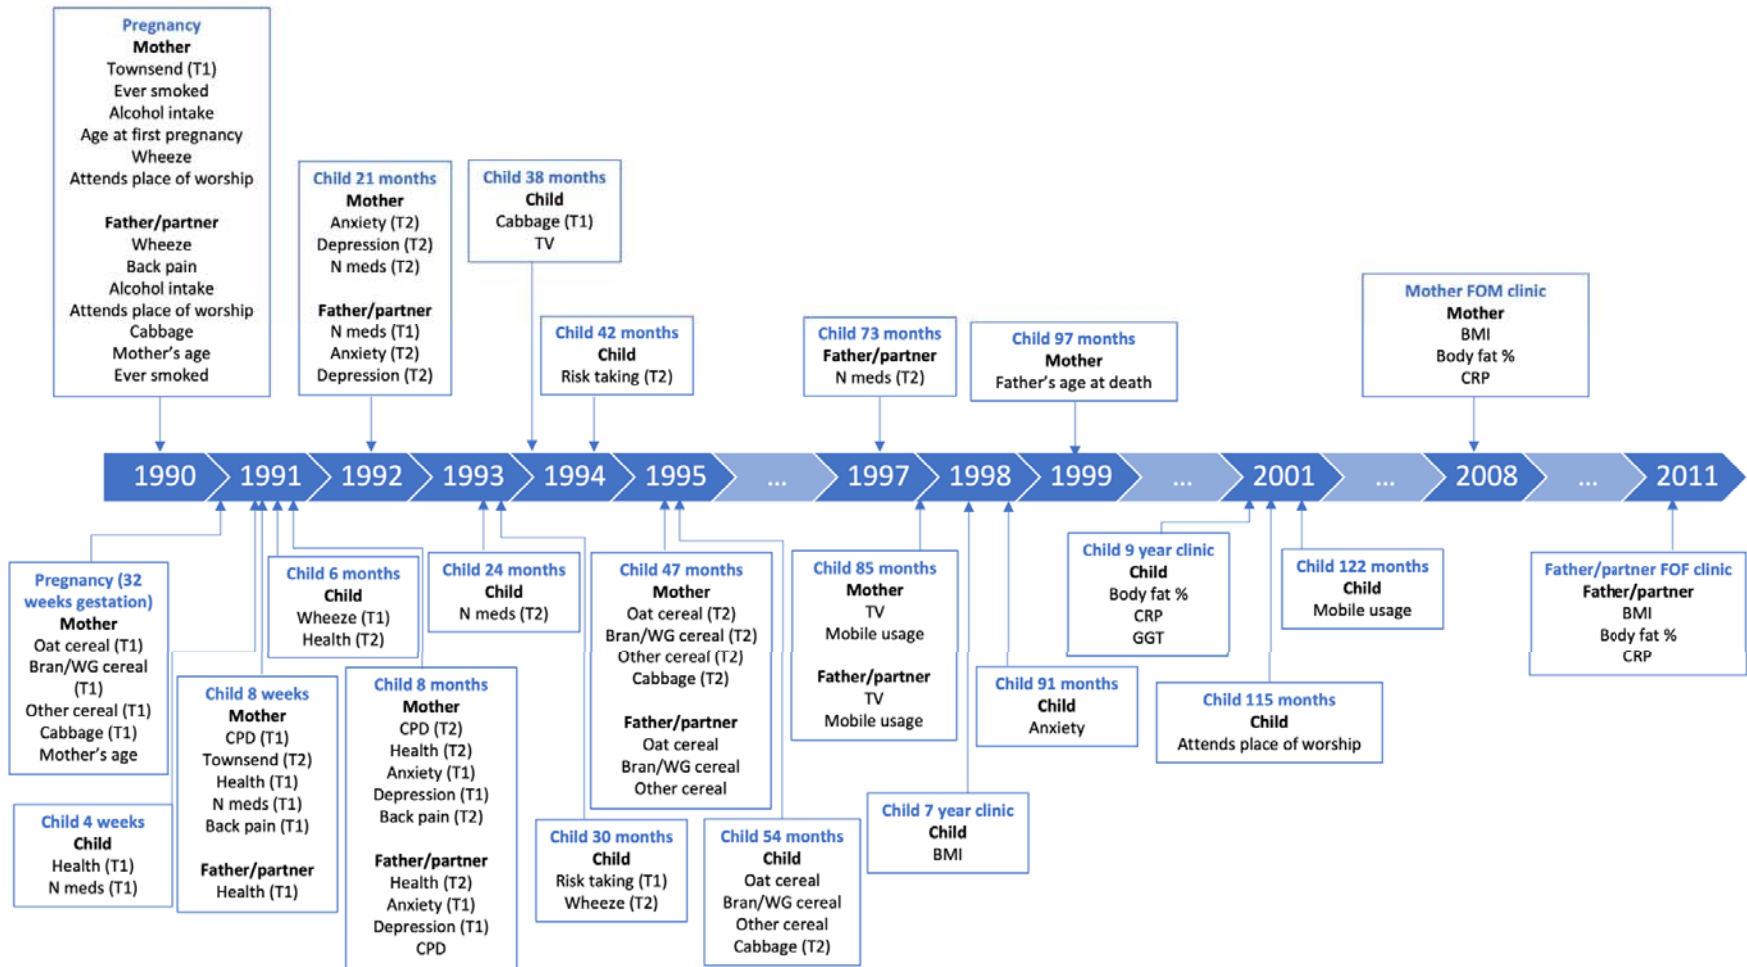 Pregnancy
Mother
Townsend (T1)
Ever smoked
Alcohol intake
Age at first pregnancy
Wheeze
Attends place of worship
Father/partner
Wheeze
Back pain
Alcohol intake
Attends place of worship
Cabbage
Mother's age
Ever smoked
Child 21 months
Mother
Anxiety (T2)
Depression (T2)
N meds (T2)
Father/partner
N meds (T1)
Anxiety (T2)
Depression (T2)
Child 38 months
Child
Cabbage (T1)
TV
Child 42 months
Child
Risk taking (T2)
Child 73 months
Father/partner
N meds (T2)
Child 97 months
Mother
Father's age at death
Mother FOM clinic
Mother
BMI
Body fat %
CRP
1990
1991
1992
1993
1994
1995
...
1997
1998
1999
...
2001
...
2008
...
2011
Pregnancy (32
weeks gestation)
Mother
Oat cereal (T1)
Bran/WG cereal
(T1)
Other cereal (T1)
Cabbage (T1)
Mother's age
Child 4 weeks
Child
Health (T1)
N meds (T1)
Child 8 weeks
Mother
CPD (T1)
Townsend (T2)
Health (T1)
N meds (T1)
Back pain (T1)
Father/partner
Health (T1)
Child 6 months
Child
Wheeze (T1)
Health (T2)
Child 8 months
Mother
CPD (T2)
Health (T2)
Anxiety (T1)
Depression (T1)
Back pain (T2)
Father/partner
Health (T2)
Anxiety (T1)
Depression (T1)
CPD
Child 24 months
Child
N meds (T2)
Child 30 months
Child
Risk taking (T1)
Wheeze (T2)
Child 47 months
Mother
Oat cereal (T2)
Bran/WG cereal (T2)
Other cereal (T2)
Cabbage (T2)
Father/partner
Oat cereal
Bran/WG cereal
Other cereal
Child 54 months
Child
Oat cereal
Bran/WG cereal
Other cereal
Cabbage (T2)
Child 85 months
Mother
TV
Mobile usage
Father/partner
TV
Mobile usage
Child 7 year clinic
Child
BMI
Child 91 months
Child
Anxiety
Child 9 year clinic
Child
Body fat %
CRP
GGT
Child 115 months
Child
Attends place of worship
Child 122 months
Child
Mobile usage
Father/partner FOF clinic
Father/partner
BMI
Body fat %
CRP